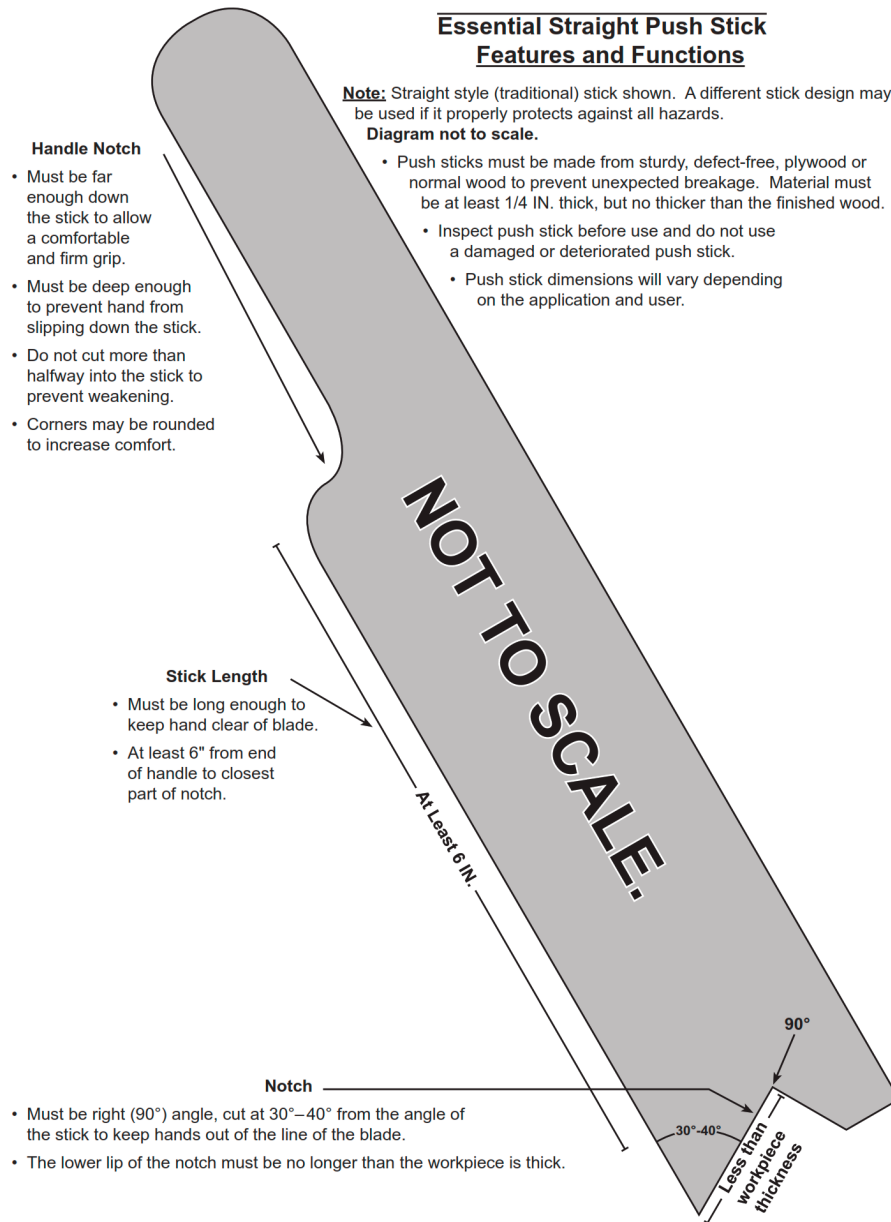 Essential Straight Push Stick
Features and Functions
Note: Straight style (traditional) stick shown. A different stick design may
be used if it properly protects against all hazards.
Diagram not to scale.
• Push sticks must be made from sturdy, defect-free, plywood or
normal wood to prevent unexpected breakage. Material must
be at least 1/4 IN. thick, but no thicker than the finished wood.
• Inspect push stick before use and do not use
a damaged or deteriorated push stick.
• Push stick dimensions will vary depending
on the application and user.
Handle Notch
• Must be far
enough down
the stick to allow
a comfortable
and firm grip.
• Must be deep enough
to prevent hand from
slipping down the stick.
• Do not cut more than
halfway into the stick to
prevent weakening.
• Corners may be rounded
to increase comfort.
NOT TO SCALE.
Stick Length
• Must be long enough to
keep hand clear of blade.
• At least 6" from end
of handle to closest
part of notch.
At Least 6 IN.
90°
Notch
• Must be right (90°) angle, cut at 30°–40° from the angle of
the stick to keep hands out of the line of the blade.
• The lower lip of the notch must be no longer than the workpiece is thick.
30°-40°
Less than
workpiece
thickness